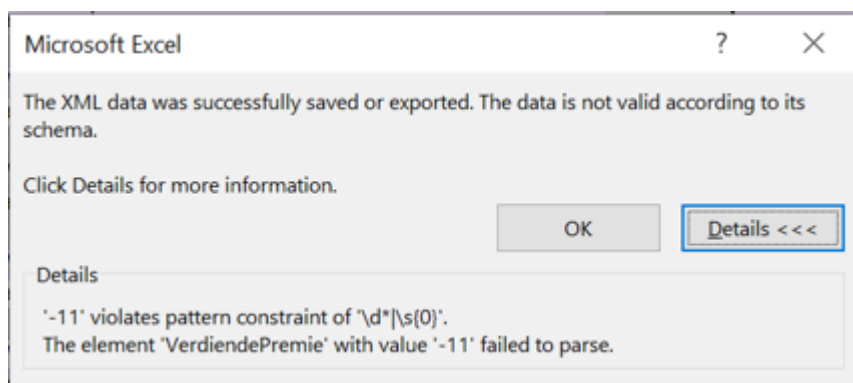 Microsoft Excel
The XML data was successfully saved or exported. The data is not valid according to its
schema.
Click Details for more information.
OK
Details <<<
Details
'-11' violates pattern constraint of '\d*|\s{0}'.
The element 'VerdiendePremie' with value '-11' failed to parse.